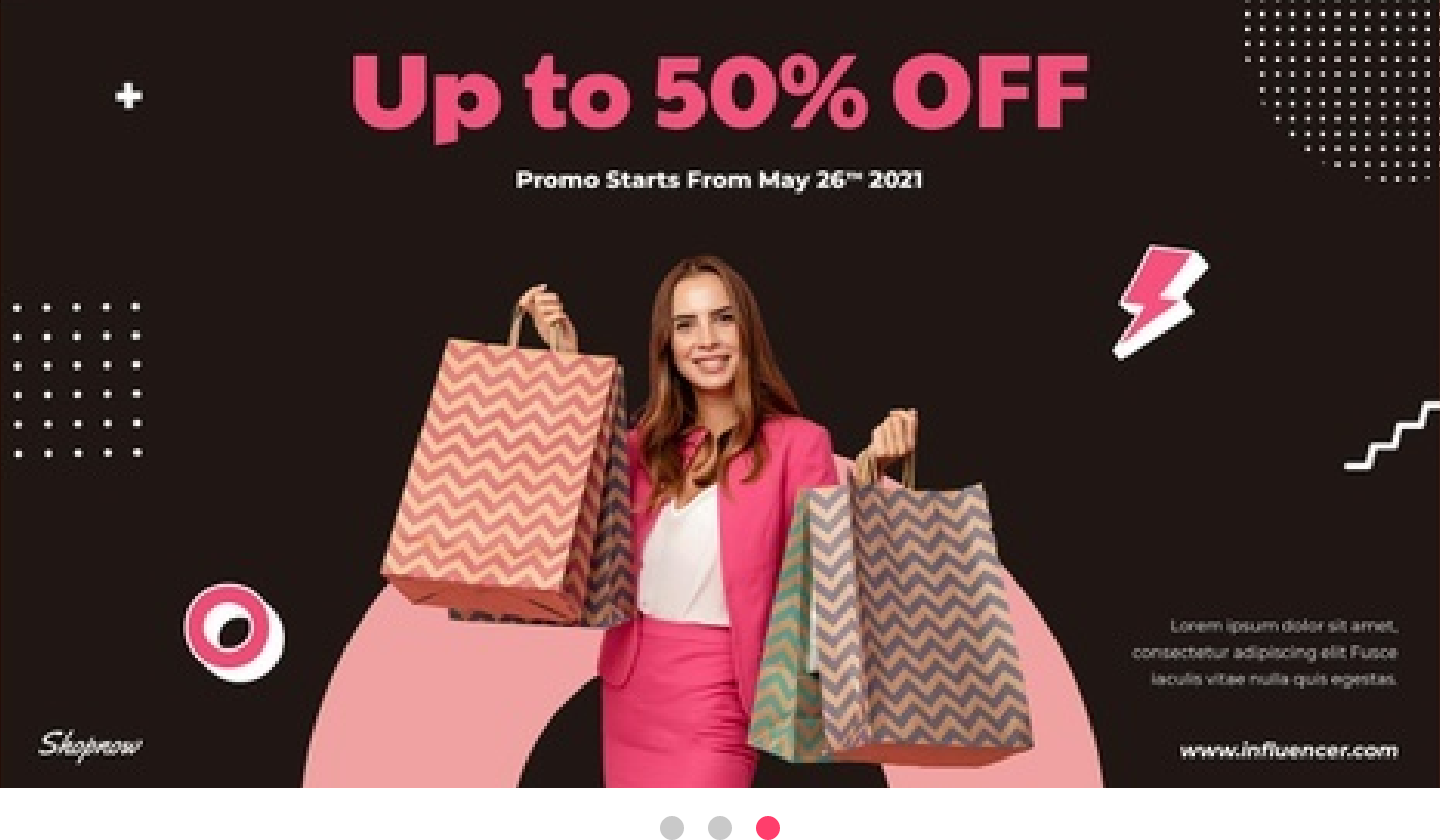 Up to 50% OFF
Promo Starts From May 26TH 2021
Lorem ipsum dolor sit amet,
consectetur adipiscing elit Fusce
iaculis vitae nulla quis egestas.
Shopnow
www.influencer.com